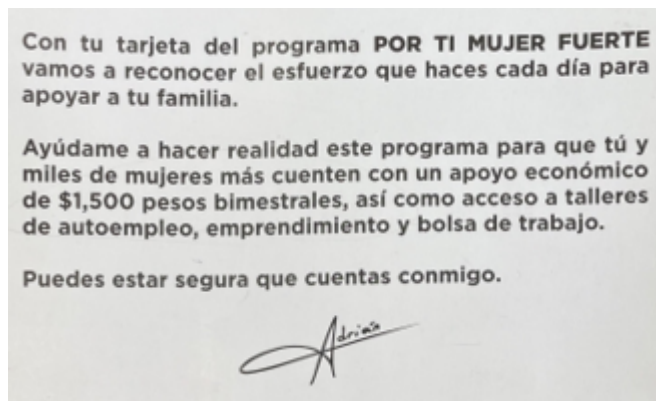 Con tu tarjeta del programa POR TI MUJER FUERTE
vamos a reconocer el esfuerzo que haces cada día para
apoyar a tu familia.
Ayúdame a hacer realidad este programa para que tú y
miles de mujeres más cuenten con un apoyo económico
de $1,500 pesos bimestrales, así como acceso a talleres
de autoempleo, emprendimiento y bolsa de trabajo.
Puedes estar segura que cuentas conmigo.